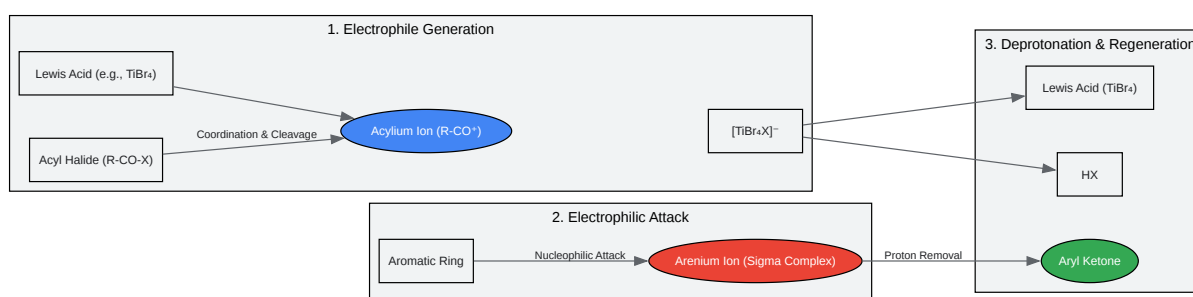 1. Electrophile Generation
Lewis Acid (e.g., TiBr₄)
Coordination & Cleavage
Acyl Halide (R-CO-X)
Acylium Ion (R-CO⁺)
[TiBr₄X]⁻
2. Electrophilic Attack
Aromatic Ring
Nucleophilic Attack
Arenium Ion (Sigma Complex)
Proton Removal
3. Deprotonation & Regeneration
Lewis Acid (TiBr₄)
HX
Aryl Ketone